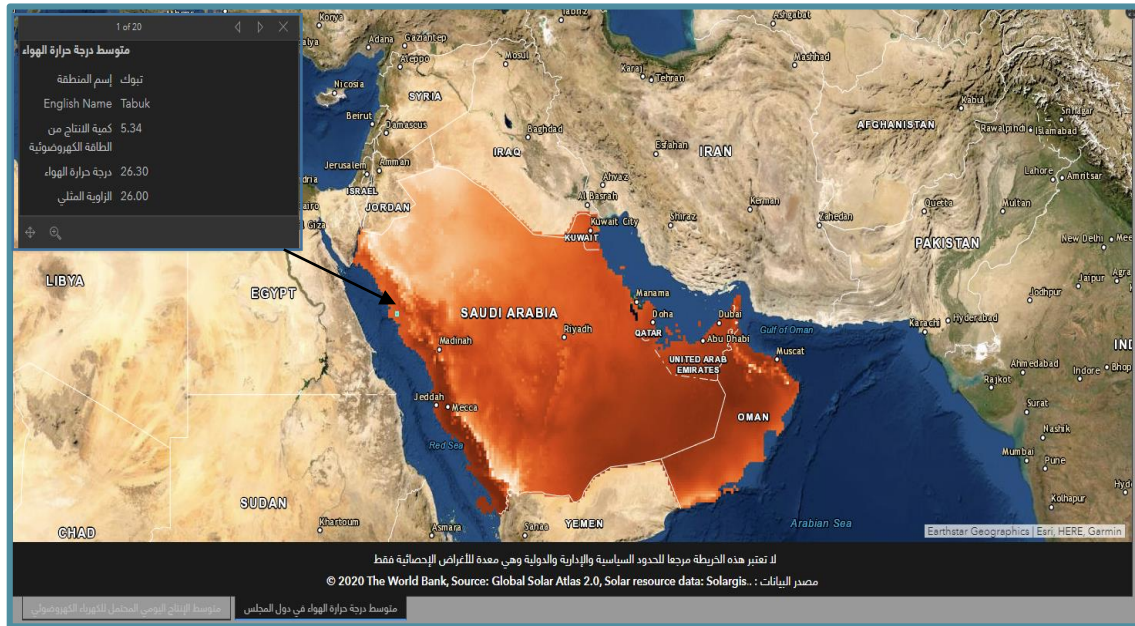 1 of 20
متوسط درجة حرارة الهواء
إسم المنطقة تبوك
English Name Tabuk
كمية الانتاج من 5.34
الطاقة الكهروضوئية
درجة حرارة الهواء 26.30
الزاوية المثلي 26.00
Konya
Adana
Gaziantep
Tabriz
Ashgabat
Mosul
Aleppo
Karaj
Tehran
Mashhad
Nicosia
SYRIA
Kabul
Srinagar
Beirut
Damascus
Baghdad
AFGHANISTAN
Rawalpindi
Islamabad
IRAQ
Esfahan
IRAN
Jerusalem
Amman
Ahvaz
Lahore
Amritsar
ISRAEL
Al Basrah
Kerman
Quetta
Multan
JORDAN
Giza
Kuwait City
Shiraz
Zahedan
KUWAIT
PAKISTAN
New Delhi
LIBYA
EGYPT
Manama
Jaipur
Agra
Jodhpur
SAUDI ARABIA
Doha
Dubai
Riyadh
QATAR
Abu Dhabi
Gulf of Oman
Karachi
Hyderabad
Madinah
Muscat
UNITED ARAB
EMIRATES
Ahmedabad
Indore
Bhop
Rajkot
Jeddah
Mecca
OMAN
Surat
Nashik
Red Sea
Mumbai
Pune
SUDAN
Kolhapur
Khartoum
Arabian Sea
CHAD
Asmara
Sanaa
YEMEN
Earthstar Geographics | Esri, HERE, Garmin
لا تعتبر هذه الخريطة مرجعا للحدود السياسية والإدارية والدولية وهي معدة للأغراض الإحصائية فقط
مصدر البيانات : .© 2020 The World Bank, Source: Global Solar Atlas 2.0, Solar resource data: Solargis.
متوسط درجة حرارة الهواء في دول المجلس
متوسط الإنتاج اليومي المحتمل للكهرباء الكهروضوئي